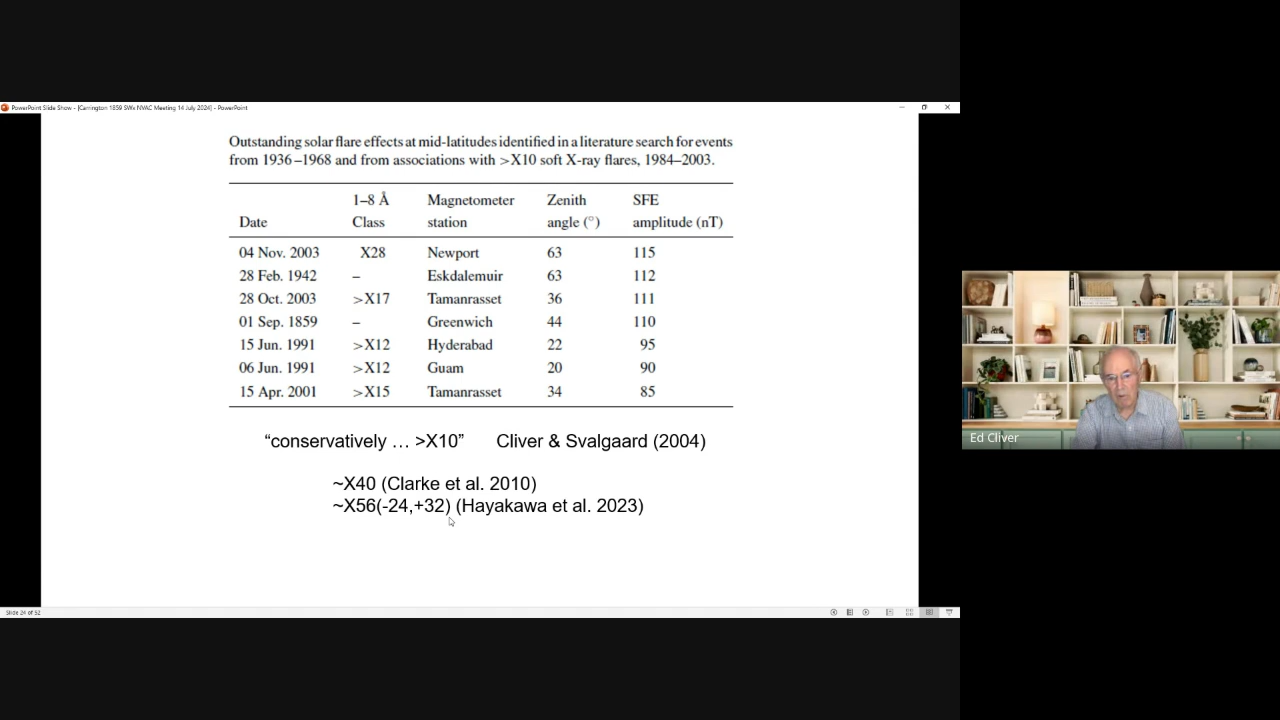 PowerPoint Slide Show - [Carrington 1859 SWx NVAC Meeting 14 July 2024] - PowerPoint
Outstanding solar flare effects at mid-latitudes identified in a literature search for events
from 1936–1968 and from associations with >X10 soft X-ray flares, 1984–2003.
1–8 Å Magnetometer Zenith SFE
Date Class station angle (°) amplitude (nT)
04 Nov. 2003 X28 Newport 63 115
28 Feb. 1942 – Eskdalemuir 63 112
28 Oct. 2003 >X17 Tamanrasset 36 111
01 Sep. 1859 – Greenwich 44 110
15 Jun. 1991 >X12 Hyderabad 22 95
06 Jun. 1991 >X12 Guam 20 90
15 Apr. 2001 >X15 Tamanrasset 34 85
“conservatively … >X10” Cliver & Svalgaard (2004)
~X40 (Clarke et al. 2010)
~X56(-24,+32) (Hayakawa et al. 2023)
Slide 24 of 52
Ed Cliver